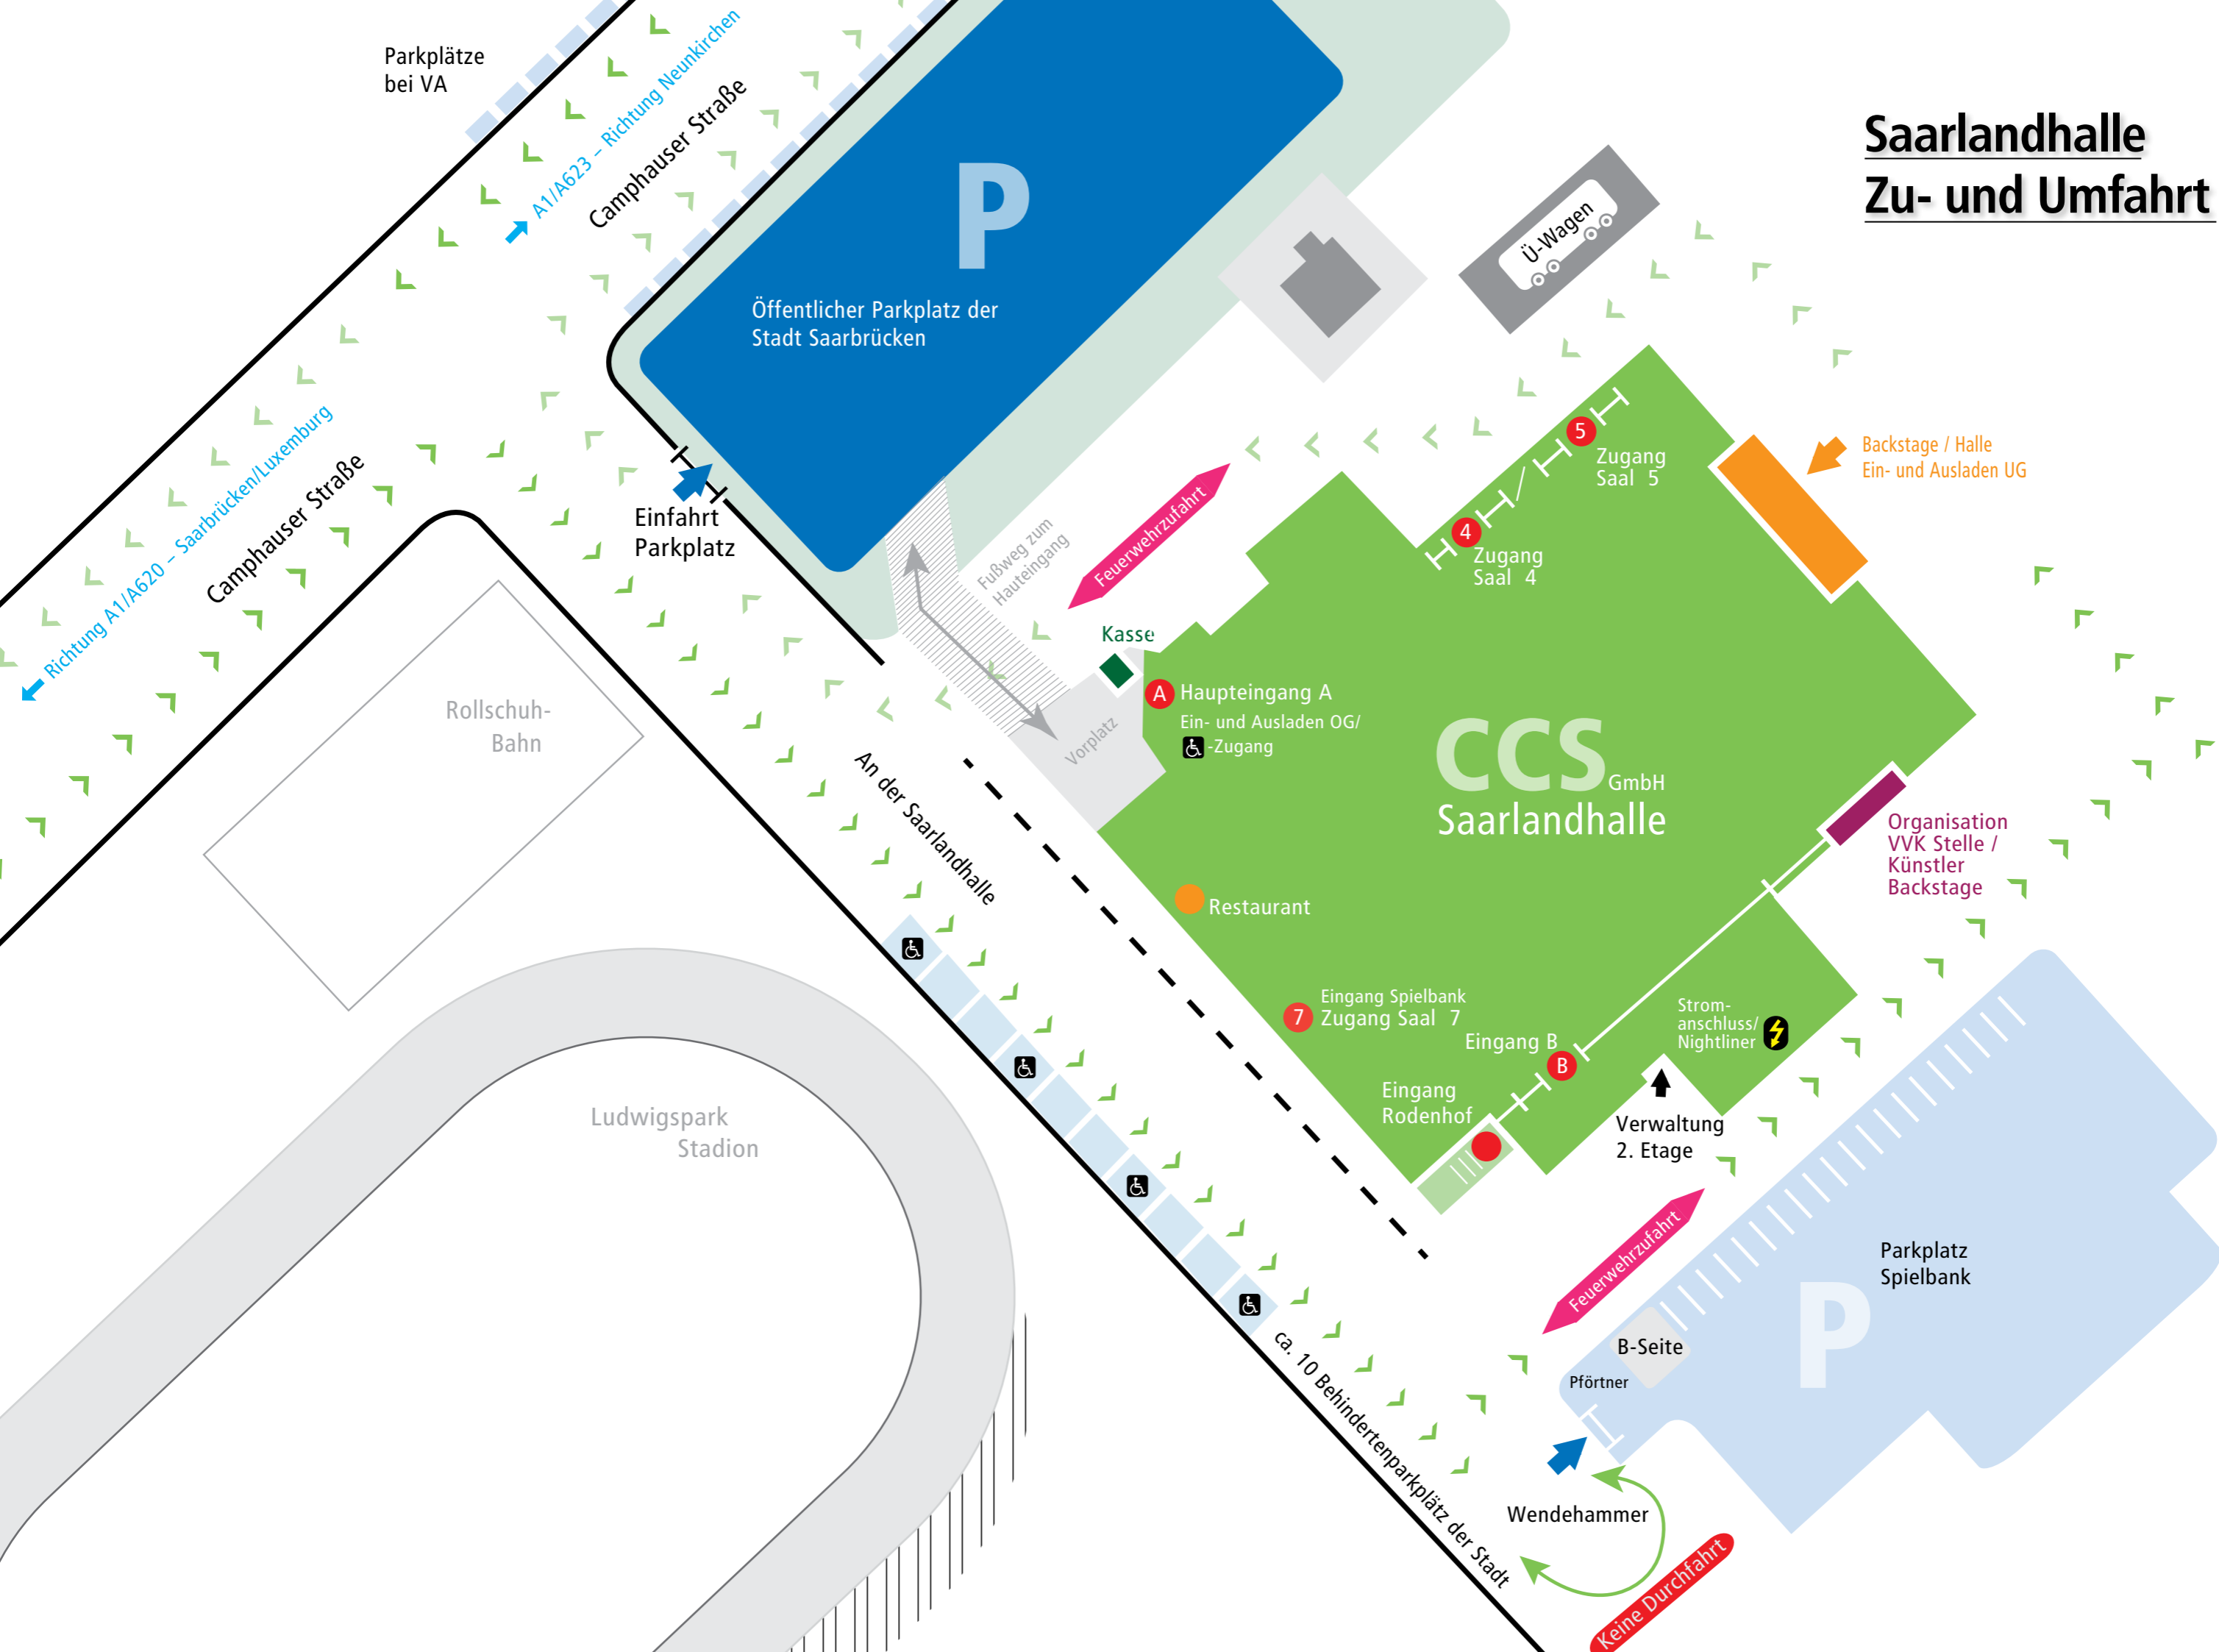 Saarlandhalle
Zu- und Umfahrt
Parkplätze
bei VA
A1/A623 – Richtung Neunkirchen
Camphauser Straße
P
Öffentlicher Parkplatz der
Stadt Saarbrücken
Ü-Wagen
Richtung A1/A620 – Saarbrücken/Luxemburg
Camphauser Straße
Einfahrt
Parkplatz
Fußweg zum
Hauteingang
Feuerwehrzufahrt
5
Zugang
Saal 5
4
Zugang
Saal 4
Backstage / Halle
Ein- und Ausladen UG
Kasse
A
Haupteingang A
Ein- und Ausladen OG/
-Zugang
Vorplatz
Rollschuh-
Bahn
An der Saarlandhalle
CCS
GmbH
Saarlandhalle
Organisation
VVK Stelle /
Künstler
Backstage
Restaurant
7
Eingang Spielbank
Zugang Saal 7
Eingang B
B
Strom-
anschluss/
Nightliner
Eingang
Rodenhof
Verwaltung
2. Etage
Ludwigspark
Stadion
Feuerwehrzufahrt
Parkplatz
Spielbank
P
B-Seite
Pförtner
ca. 10 Behindertenparkplätz der Stadt
Wendehammer
Keine Durchfahrt